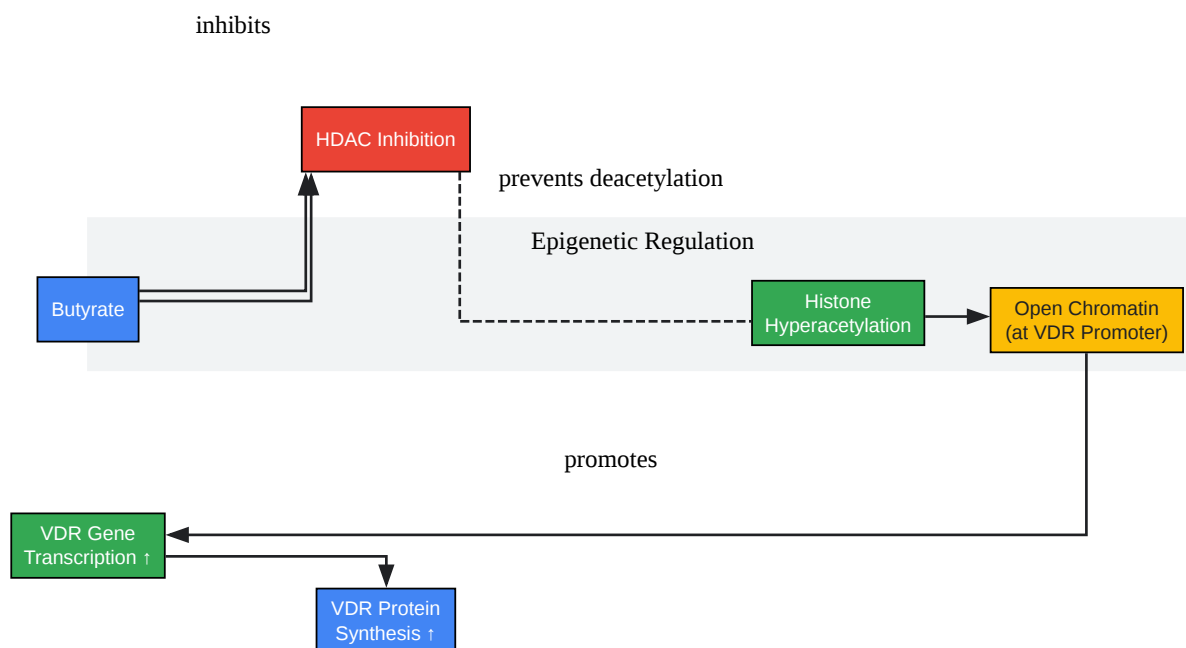 inhibits
HDAC Inhibition
prevents deacetylation
Epigenetic Regulation
Butyrate
Histone
Hyperacetylation
Open Chromatin
(at VDR Promoter)
promotes
VDR Gene
Transcription ↑
VDR Protein
Synthesis ↑